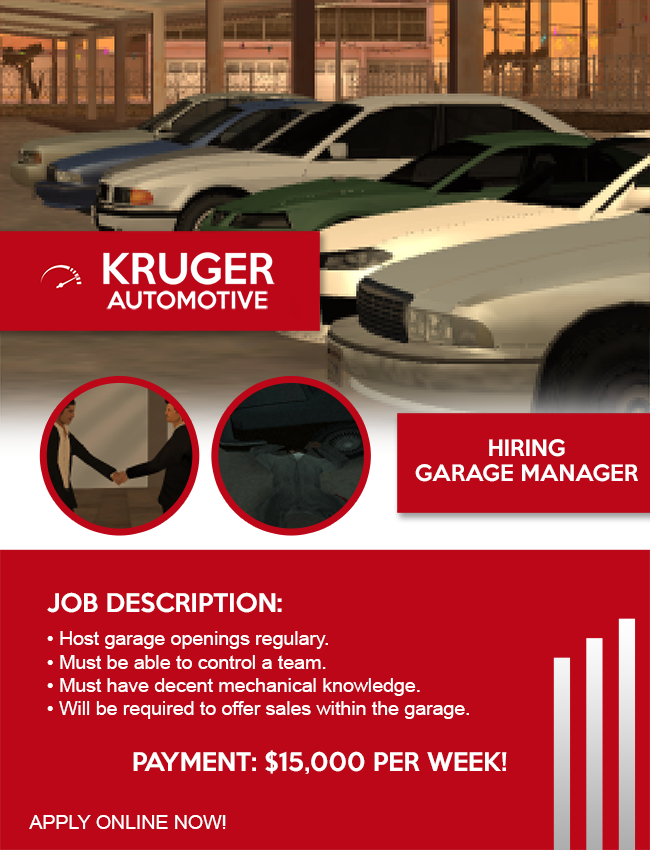 KRUGER
AUTOMOTIVE
HIRING
GARAGE MANAGER
JOB DESCRIPTION:
• Host garage openings regulary.
• Must be able to control a team.
• Must have decent mechanical knowledge.
• Will be required to offer sales within the garage.
PAYMENT: $15,000 PER WEEK!
APPLY ONLINE NOW!